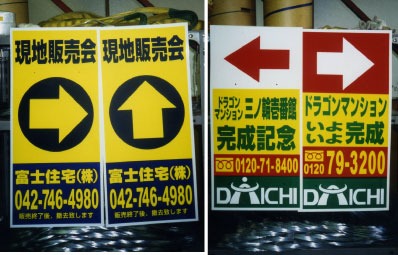 現地販売会
富士住宅(株)
042-746-4980
販売終了後、撤去致します
現地販売会
富士住宅(株)
042-746-4980
販売終了後、撤去致します
ドラゴン
マンション
三ノ輪壱番館
完成記念
0120-71-8400
DAICHI
ドラゴンマンション
いよいよ完成
0120 79-3200
DAICHI